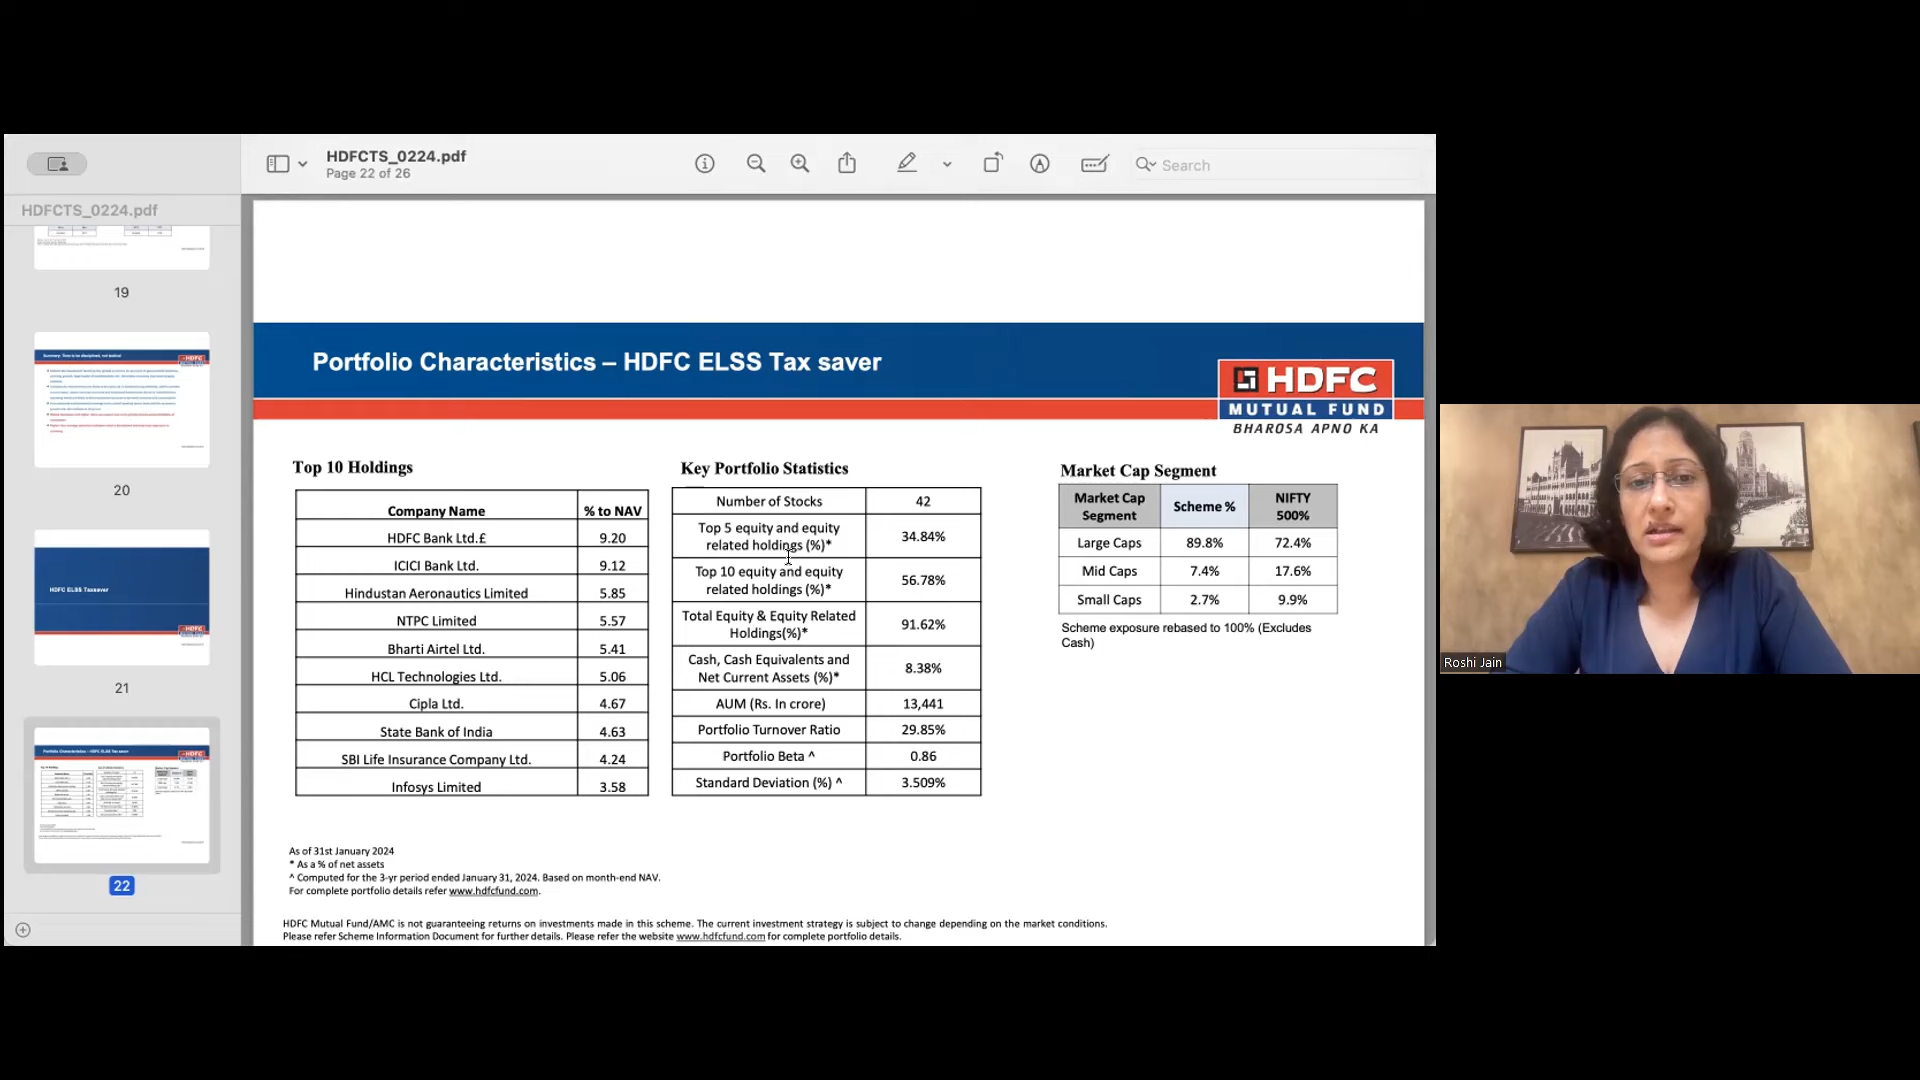 HDFCTS_0224.pdf
Page 22 of 26
Search
HDFCTS_0224.pdf
19
20
HDFC ELSS Taxsaver
21
22
Portfolio Characteristics – HDFC ELSS Tax saver
HDFC
MUTUAL FUND
BHAROSA APNO KA
Top 10 Holdings
Company Name % to NAV
HDFC Bank Ltd.£ 9.20
ICICI Bank Ltd. 9.12
Hindustan Aeronautics Limited 5.85
NTPC Limited 5.57
Bharti Airtel Ltd. 5.41
HCL Technologies Ltd. 5.06
Cipla Ltd. 4.67
State Bank of India 4.63
SBI Life Insurance Company Ltd. 4.24
Infosys Limited 3.58
Key Portfolio Statistics
Number of Stocks 42
Top 5 equity and equity
related holdings (%)* 34.84%
Top 10 equity and equity
related holdings (%)* 56.78%
Total Equity & Equity Related
Holdings(%)* 91.62%
Cash, Cash Equivalents and
Net Current Assets (%)* 8.38%
AUM (Rs. In crore) 13,441
Portfolio Turnover Ratio 29.85%
Portfolio Beta ^ 0.86
Standard Deviation (%) ^ 3.509%
Market Cap Segment
Market Cap
Segment Scheme % NIFTY
500%
Large Caps 89.8% 72.4%
Mid Caps 7.4% 17.6%
Small Caps 2.7% 9.9%
Scheme exposure rebased to 100% (Excludes
Cash)
As of 31st January 2024
* As a % of net assets
^ Computed for the 3-yr period ended January 31, 2024. Based on month-end NAV.
For complete portfolio details refer www.hdfcfund.com.
HDFC Mutual Fund/AMC is not guaranteeing returns on investments made in this scheme. The current investment strategy is subject to change depending on the market conditions.
Please refer Scheme Information Document for further details. Please refer the website www.hdfcfund.com for complete portfolio details.
Roshi Jain